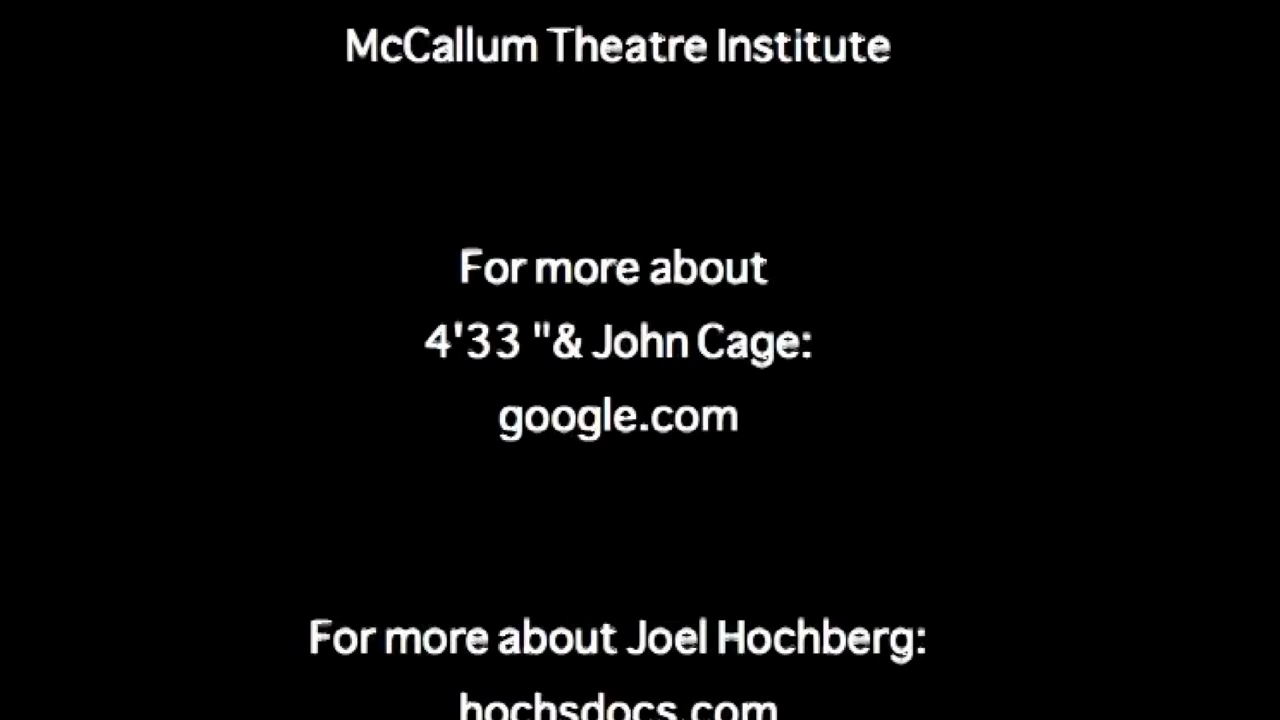 McCallum Theatre Institute
For more about
4'33 "& John Cage:
google.com
For more about Joel Hochberg:
hochsdocs.com